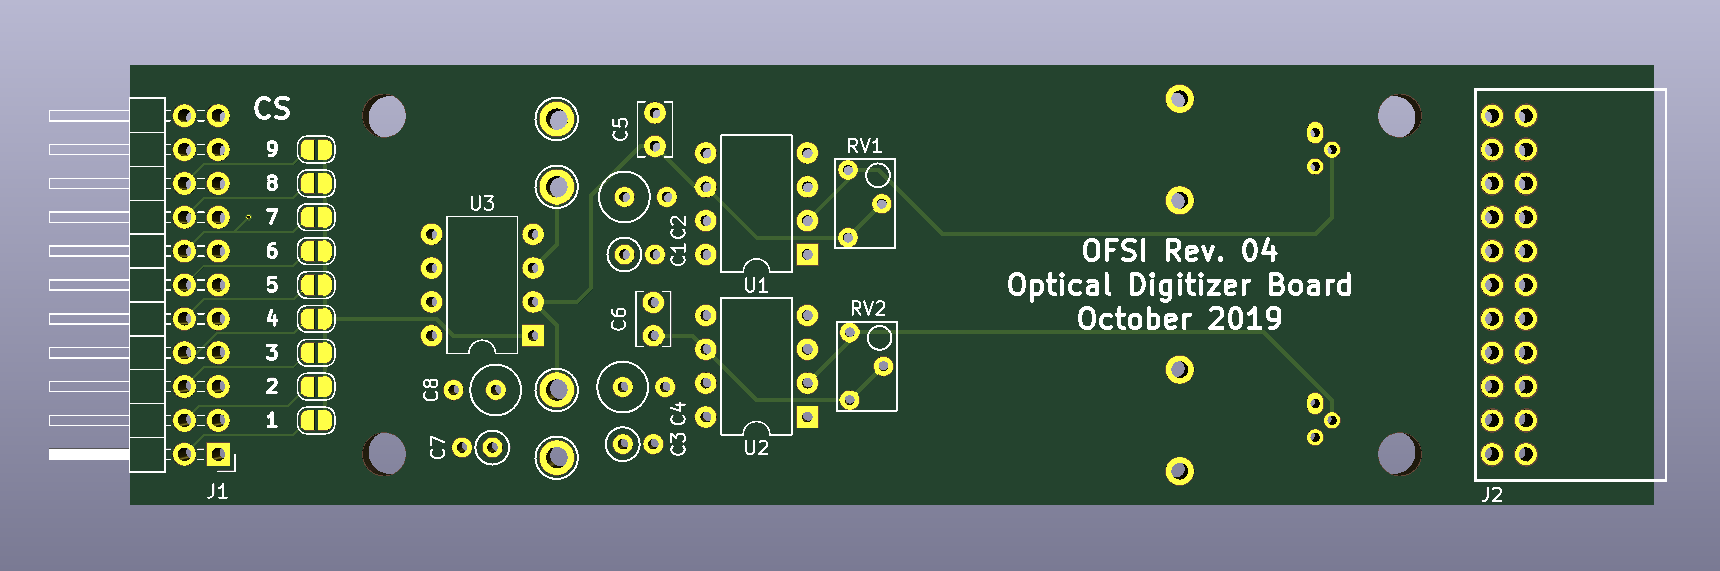 CS
9
8
7
6
5
4
3
2
1
J1
U3
C8
C7
C5
C2
C1
C6
C4
C3
U1
U2
RV1
RV2
OFSI Rev. 04
Optical Digitizer Board
October 2019
J2